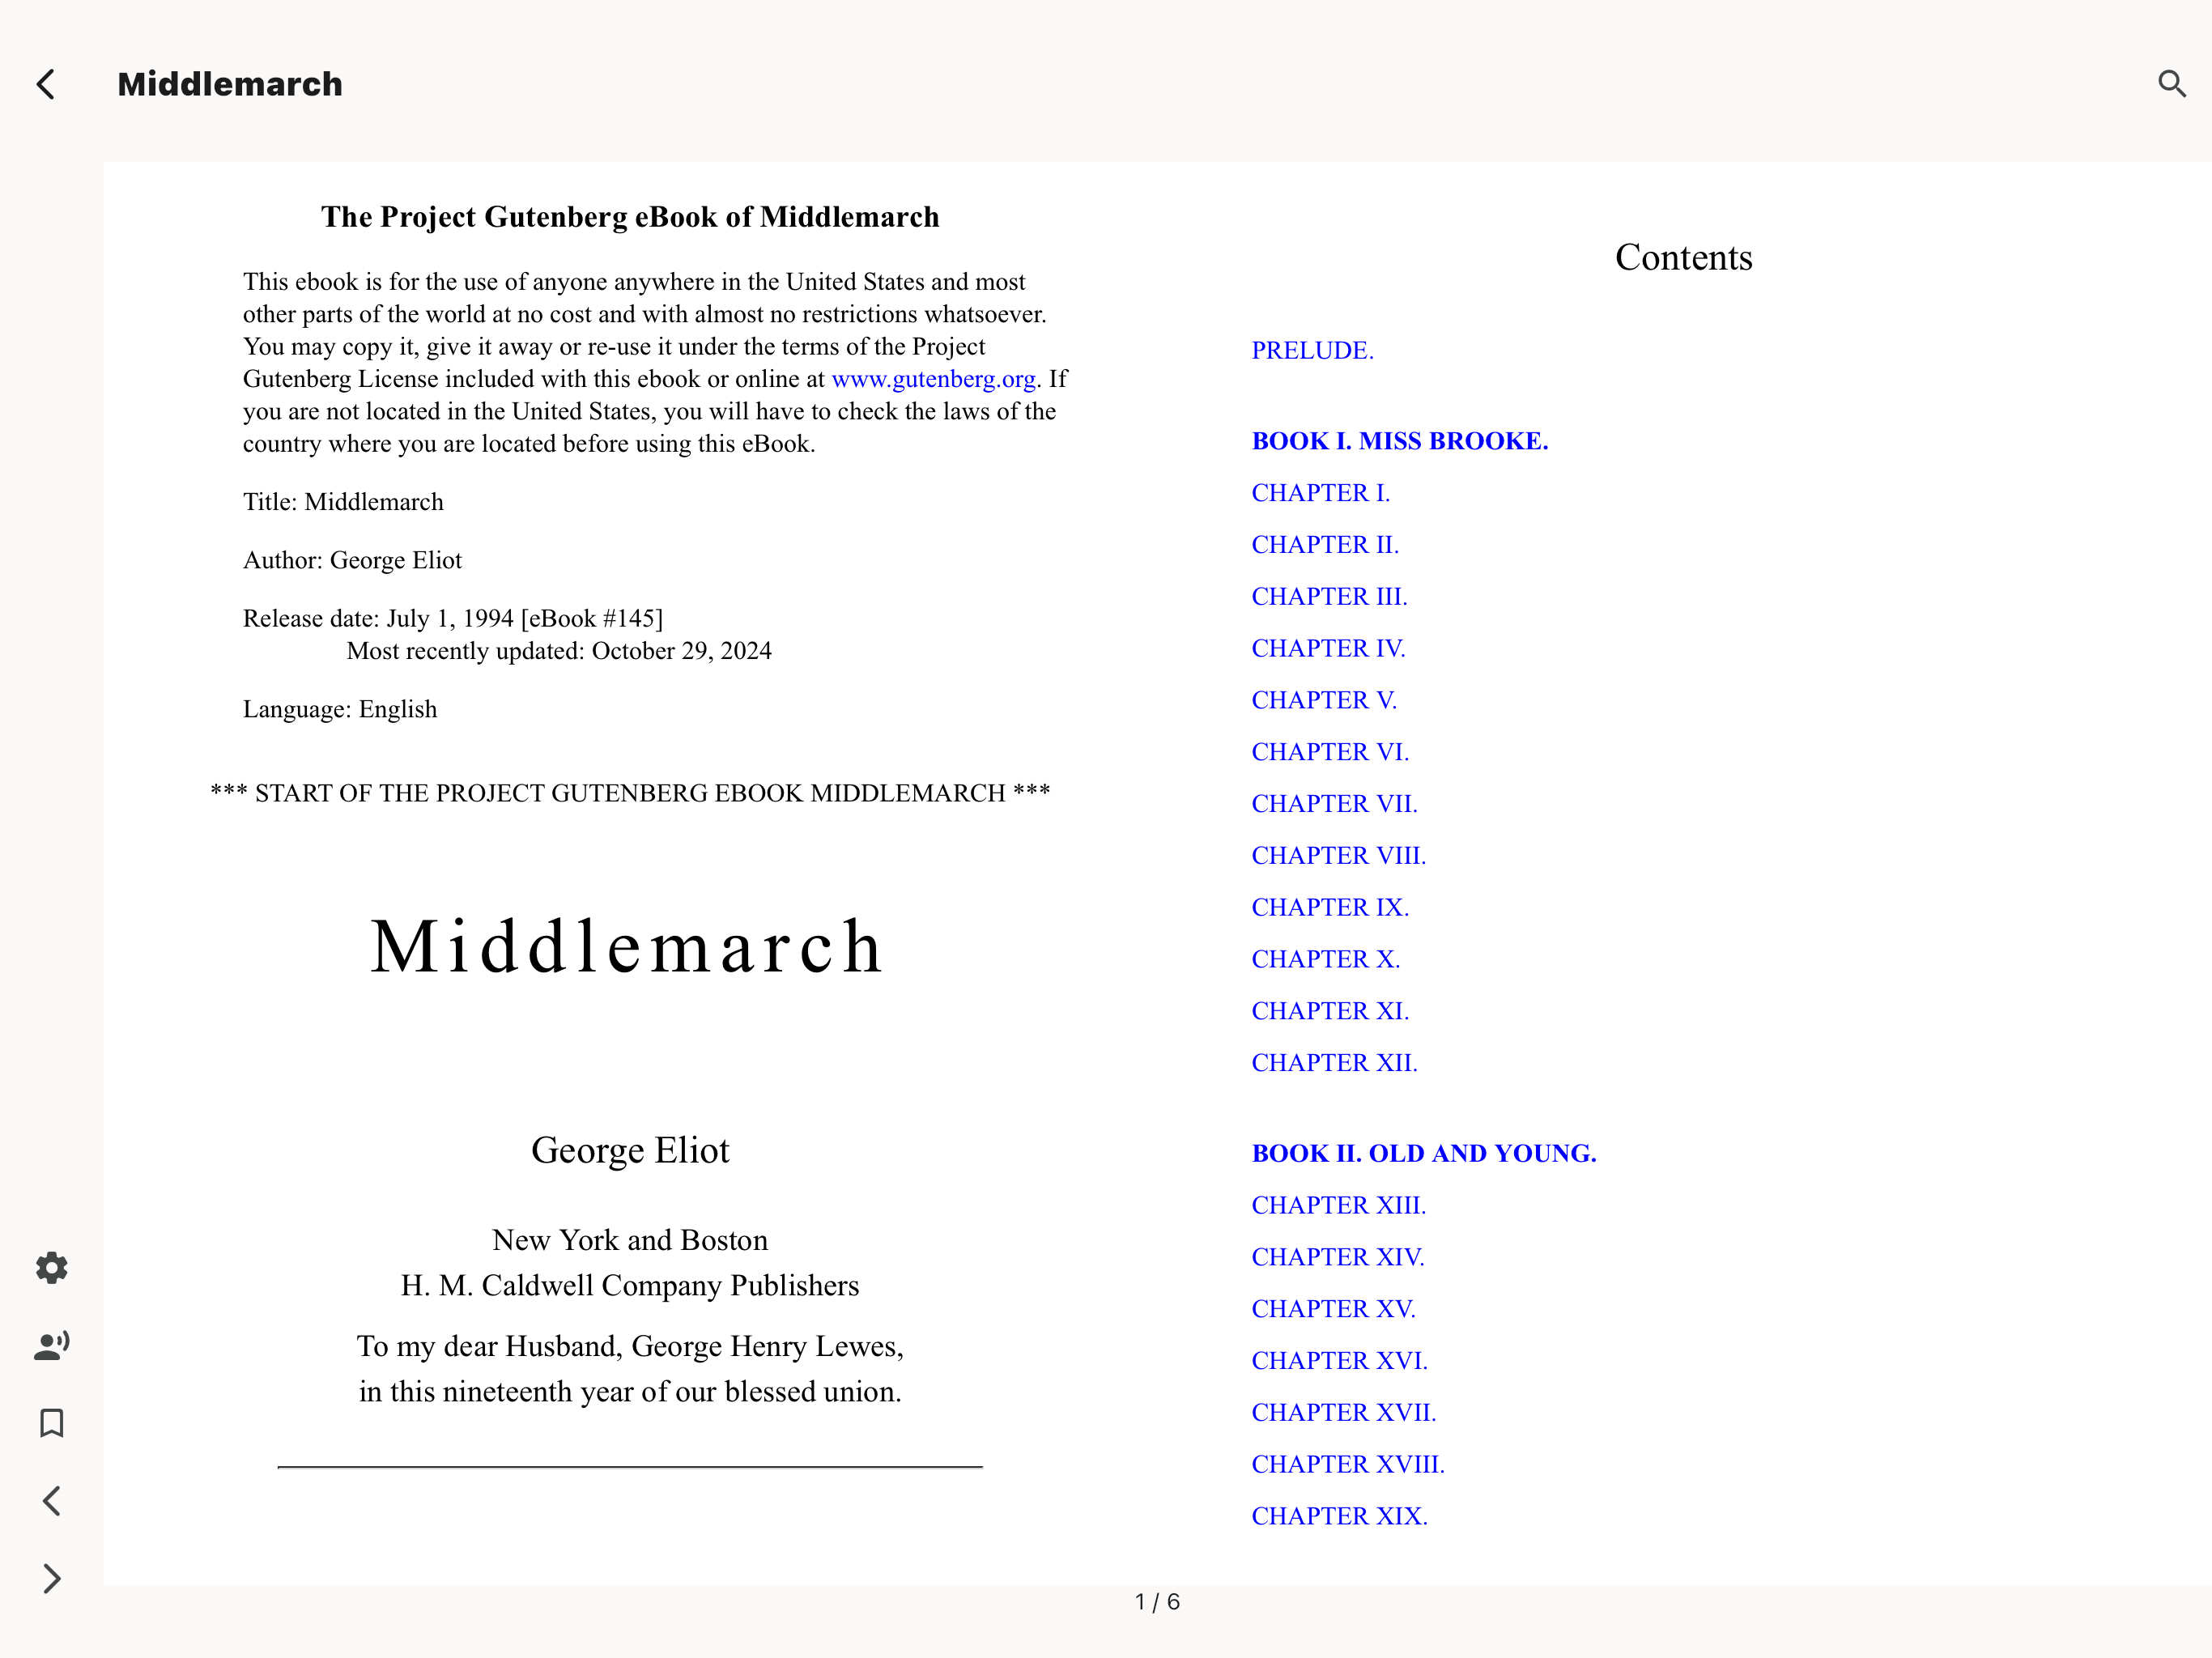 Middlemarch
The Project Gutenberg eBook of Middlemarch
This ebook is for the use of anyone anywhere in the United States and most
other parts of the world at no cost and with almost no restrictions whatsoever.
You may copy it, give it away or re-use it under the terms of the Project
Gutenberg License included with this ebook or online at www.gutenberg.org. If
you are not located in the United States, you will have to check the laws of the
country where you are located before using this eBook.
Title: Middlemarch
Author: George Eliot
Release date: July 1, 1994 [eBook #145]
Most recently updated: October 29, 2024
Language: English
*** START OF THE PROJECT GUTENBERG EBOOK MIDDLEMARCH ***
Middlemarch
George Eliot
New York and Boston
H. M. Caldwell Company Publishers
To my dear Husband, George Henry Lewes,
in this nineteenth year of our blessed union.
Contents
PRELUDE.
BOOK I. MISS BROOKE.
CHAPTER I.
CHAPTER II.
CHAPTER III.
CHAPTER IV.
CHAPTER V.
CHAPTER VI.
CHAPTER VII.
CHAPTER VIII.
CHAPTER IX.
CHAPTER X.
CHAPTER XI.
CHAPTER XII.
BOOK II. OLD AND YOUNG.
CHAPTER XIII.
CHAPTER XIV.
CHAPTER XV.
CHAPTER XVI.
CHAPTER XVII.
CHAPTER XVIII.
CHAPTER XIX.
1 / 6